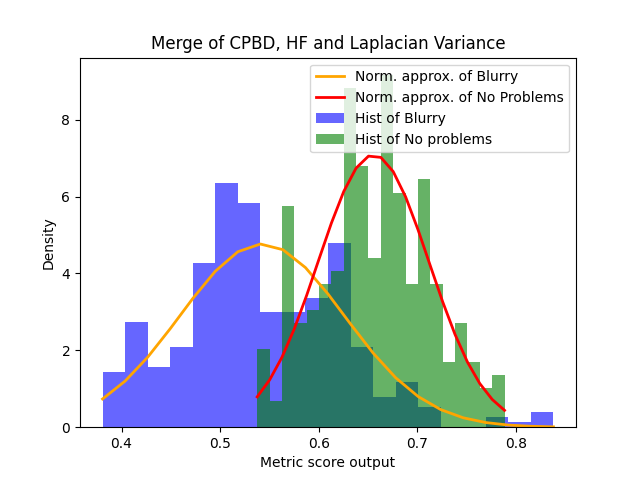 Merge of CPBD, HF and Laplacian Variance
Norm. approx. of Blurry
Norm. approx. of No Problems
Hist of Blurry
Hist of No problems
Density
8
6
4
2
0
0.4 0.5 0.6 0.7 0.8
Metric score output